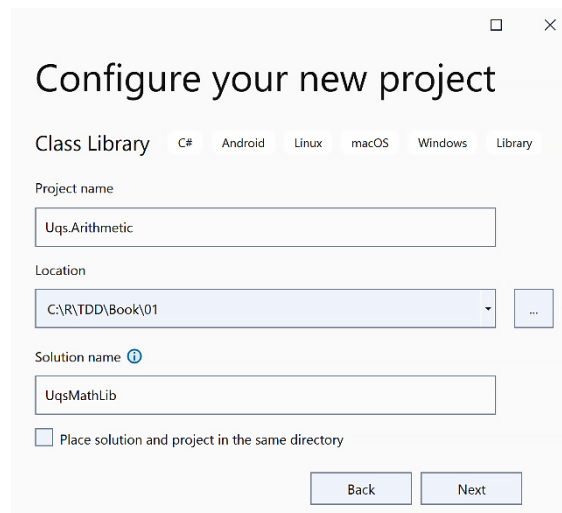 Configure your new project
Class Library C# Android Linux macOS Windows Library
Project name
Uqs.Arithmetic
Location
C:\R\TDD\Book\01 ...
Solution name
UqsMathLib
Place solution and project in the same directory
Back Next